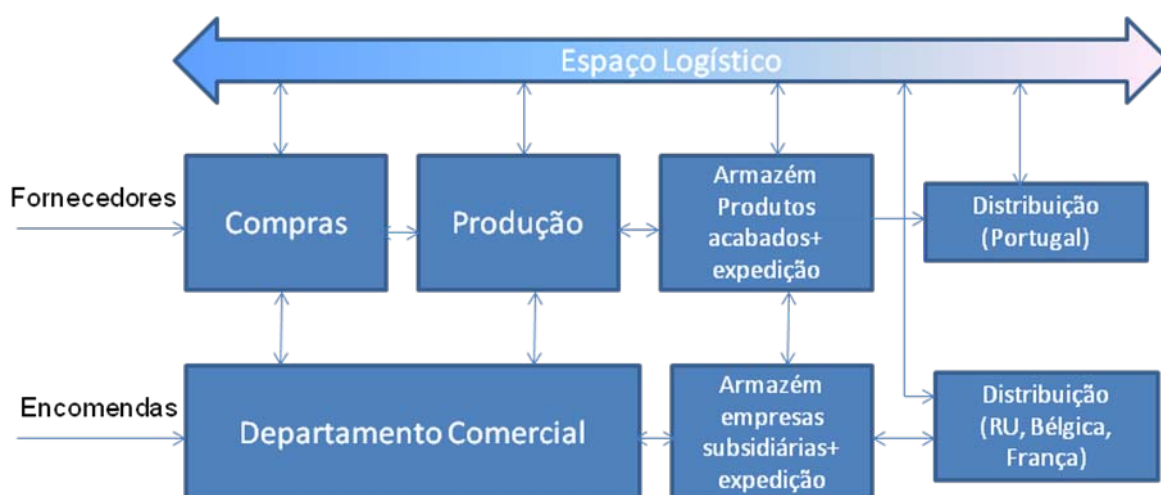 Espaço Logístico
Fornecedores
Compras
Produção
Armazém
Produtos
acabados+
expedição
Distribuição
(Portugal)
Encomendas
Departamento Comercial
Armazém
empresas
subsidiárias+
expedição
Distribuição
(RU, Bélgica,
França)